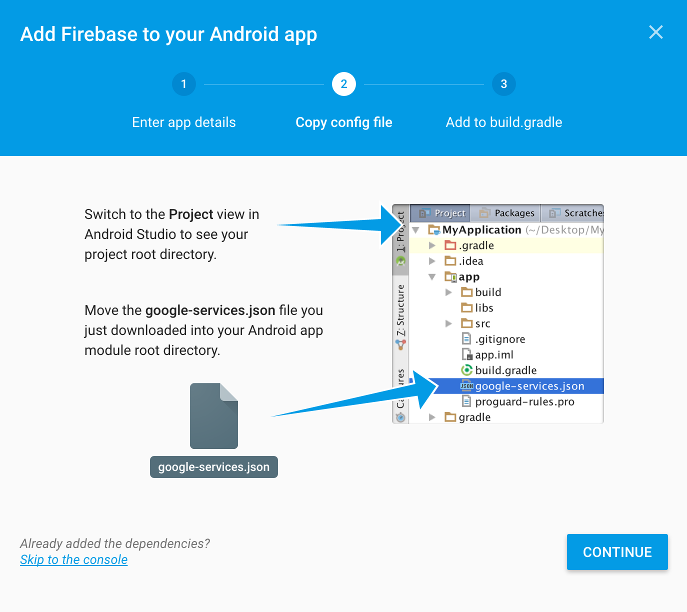 Add Firebase to your Android app
1
2
3
Enter app details
Copy config file
Add to build.gradle
Switch to the Project view in
Android Studio to see your
project root directory.
Move the google-services.json file you
just downloaded into your Android app
module root directory.
google-services.json
Project
Packages
Scratches
1: Project
Z: Structure
MyApplication (~/Desktop/My
.gradle
.idea
app
build
libs
src
.gitignore
app.iml
build.gradle
JSON google-services.json
proguard-rules.pro
gradle
Already added the dependencies?
Skip to the console
CONTINUE